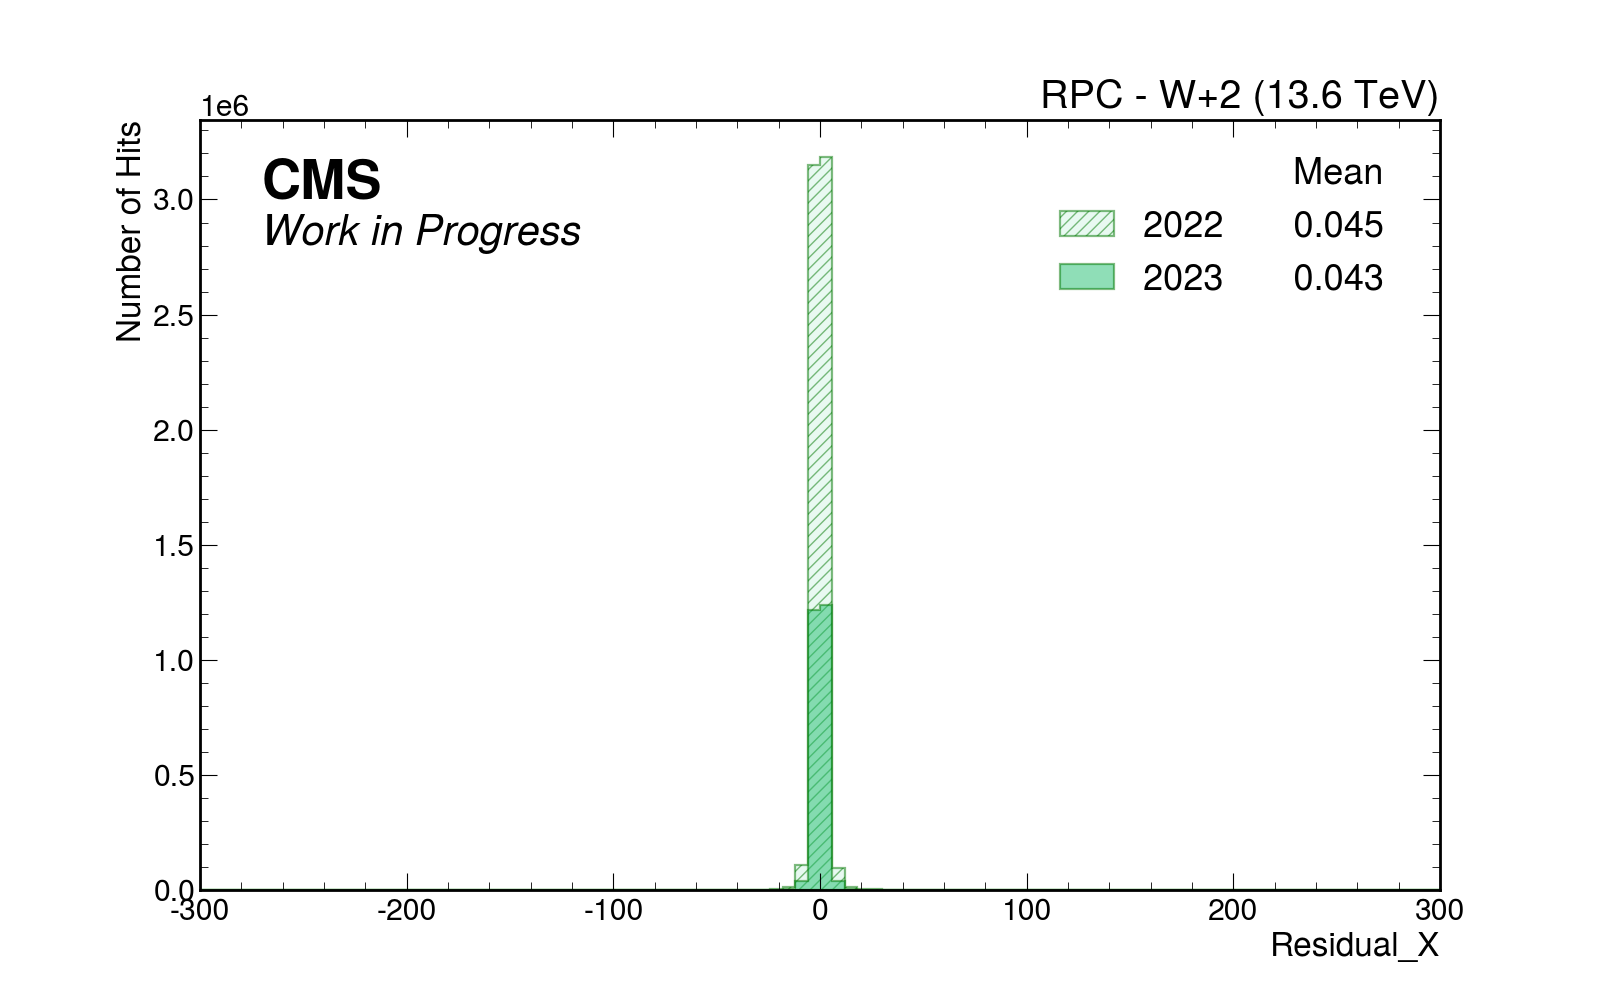 RPC - W+2 (13.6 TeV)
1e6
Number of Hits
CMS
Work in Progress
Mean
2022 0.045
2023 0.043
3.0
2.5
2.0
1.5
1.0
0.5
0.0
-300 -200 -100 0 100 200 300
Residual_X